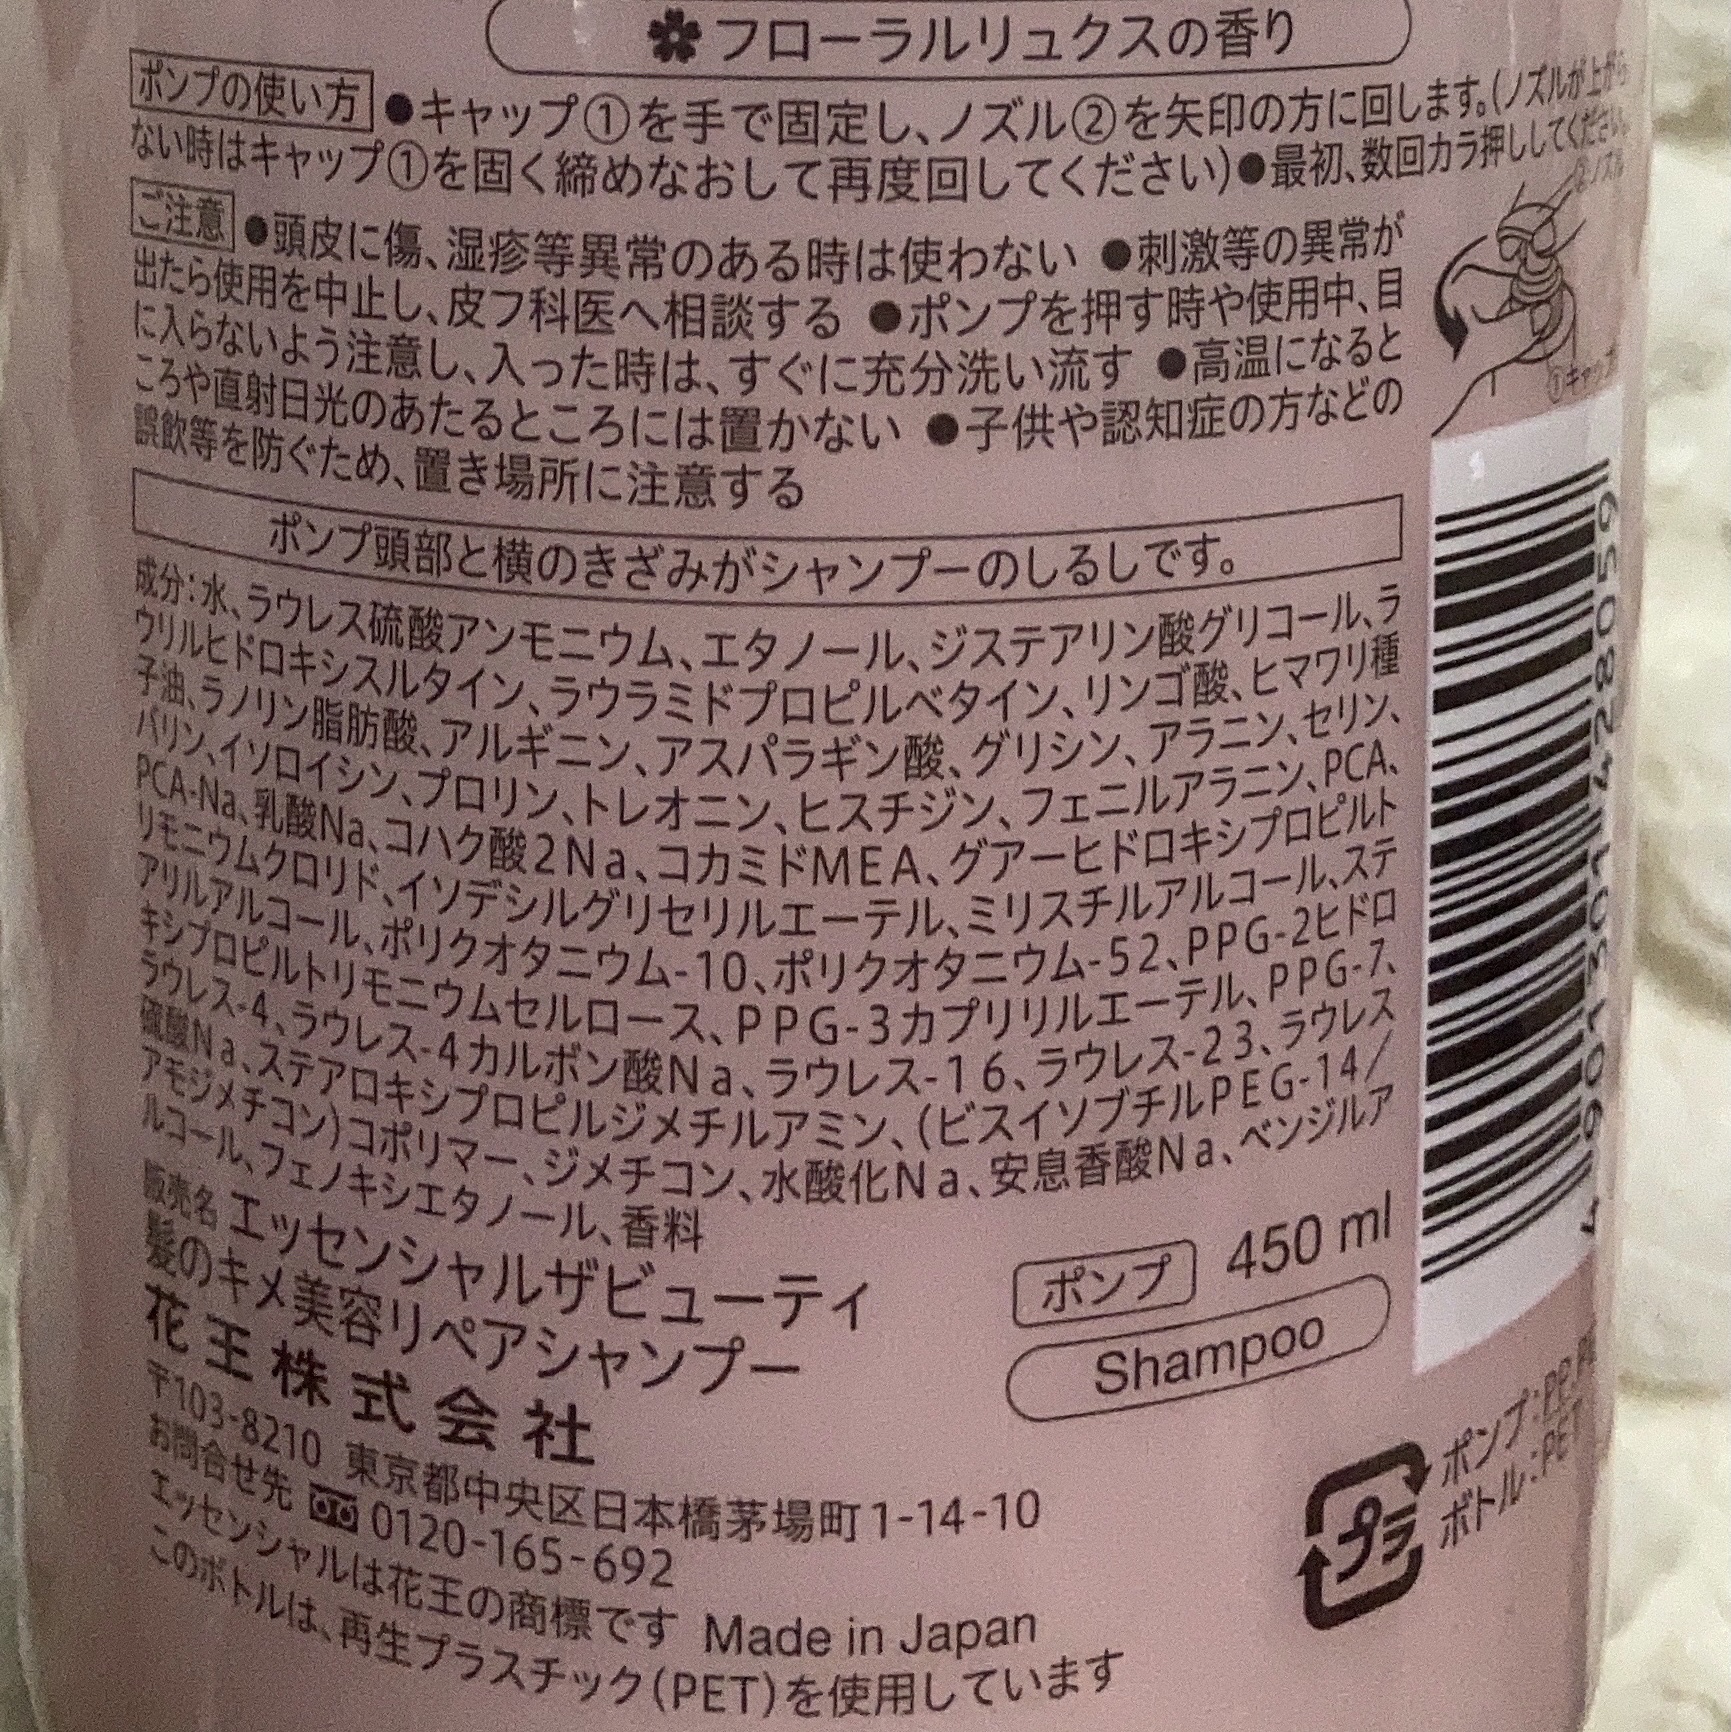 フローラルリュクスの香り
ポンプの使い方 ●キャップ①を手で固定し、ノズル②を矢印の方に回します。(ノズルが上がら
ない時はキャップ①を固く締めなおして再度回してください)●最初、数回カラ押ししてください。
②ノズル
①キャップ
ご注意 ●頭皮に傷、湿疹等異常のある時は使わない ●刺激等の異常が
出たら使用を中止し、皮フ科医へ相談する ●ポンプを押す時や使用中、目
に入らないよう注意し、入った時は、すぐに充分洗い流す ●高温になると
ころや直射日光のあたるところには置かない ●子供や認知症の方などの
誤飲等を防ぐため、置き場所に注意する
ポンプ頭部と横のきざみがシャンプーのしるしです。
成分:水、ラウレス硫酸アンモニウム、エタノール、ジステアリン酸グリコール、ラ
ウリルヒドロキシスルタイン、ラウラミドプロピルベタイン、リンゴ酸、ヒマワリ種
子油、ラノリン脂肪酸、アルギニン、アスパラギン酸、グリシン、アラニン、セリン、
バリン、イソロイシン、プロリン、トレオニン、ヒスチジン、フェニルアラニン、PCA、
PCA-Na、乳酸Na、コハク酸2Na、コカミドMEA、グアーヒドロキシプロピルト
リモニウムクロリド、イソデシルグリセリルエーテル、ミリスチルアルコール、ステ
アリルアルコール、ポリクオタニウム-10、ポリクオタニウム-52、PPG-2ヒドロ
キシプロピルトリモニウムセルロース、PPG-3カプリリルエーテル、PPG-7、
ラウレス-4、ラウレス-4カルボン酸Na、ラウレス-16、ラウレス-23、ラウレス
硫酸Na、ステアロキシプロピルジメチルアミン、(ビスイソブチルPEG-14/
アモジメチコン)コポリマー、ジメチコン、水酸化Na、安息香酸Na、ベンジルア
ルコール、フェノキシエタノール、香料
販売名 エッセンシャルザビューティ
髪のキメ美容リペアシャンプー
ポンプ 450 ml
Shampoo
花王株式会社
〒103-8210 東京都中央区日本橋茅場町1-14-10
お問合せ先 0120-165-692
エッセンシャルは花王の商標です Made in Japan
このボトルは、再生プラスチック(PET)を使用しています
4 901301 428059
プラ
ポンプ:PP,
ボトル:PET